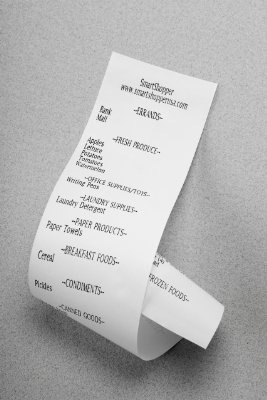 SmartShopper
www.smartshopperusa.com
--ERRANDS--
Bank
Mall
--FRESH PRODUCE--
Apples
Lettuce
Potatoes
Tomatoes
Watermelon
--OFFICE SUPPLIES/TOYS--
Writing Pens
--LAUNDRY SUPPLIES--
Laundry Detergent
--PAPER PRODUCTS--
Paper Towels
--BREAKFAST FOODS--
Cereal
--CONDIMENTS--
Pickles
--CANNED GOODS--
--FROZEN FOODS--